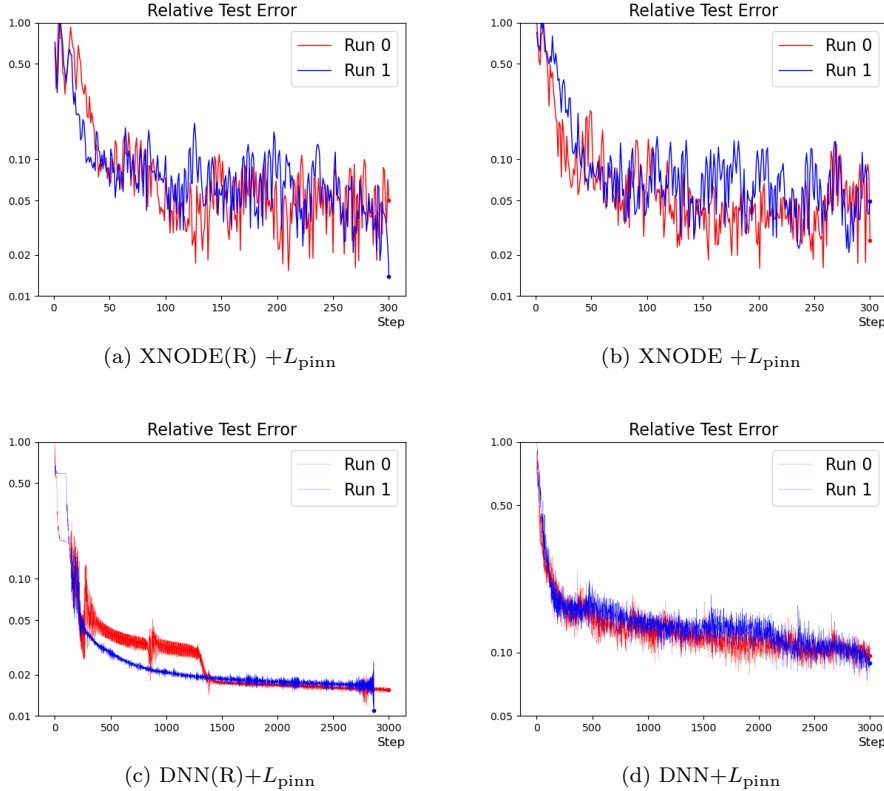 Relative Test Error
1.00
0.50
0.10
0.05
0.02
0.01
Run 0
Run 1
0 50 100 150 200 250 300
Step
(a) XNODE(R) +L_pinn
Relative Test Error
1.00
0.50
0.10
0.05
0.02
0.01
Run 0
Run 1
0 50 100 150 200 250 300
Step
(b) XNODE +L_pinn
Relative Test Error
1.00
0.50
0.10
0.05
0.02
0.01
Run 0
Run 1
0 500 1000 1500 2000 2500 3000
Step
(c) DNN(R)+L_pinn
Relative Test Error
1.00
0.50
0.10
0.05
Run 0
Run 1
0 500 1000 1500 2000 2500 3000
Step
(d) DNN+L_pinn